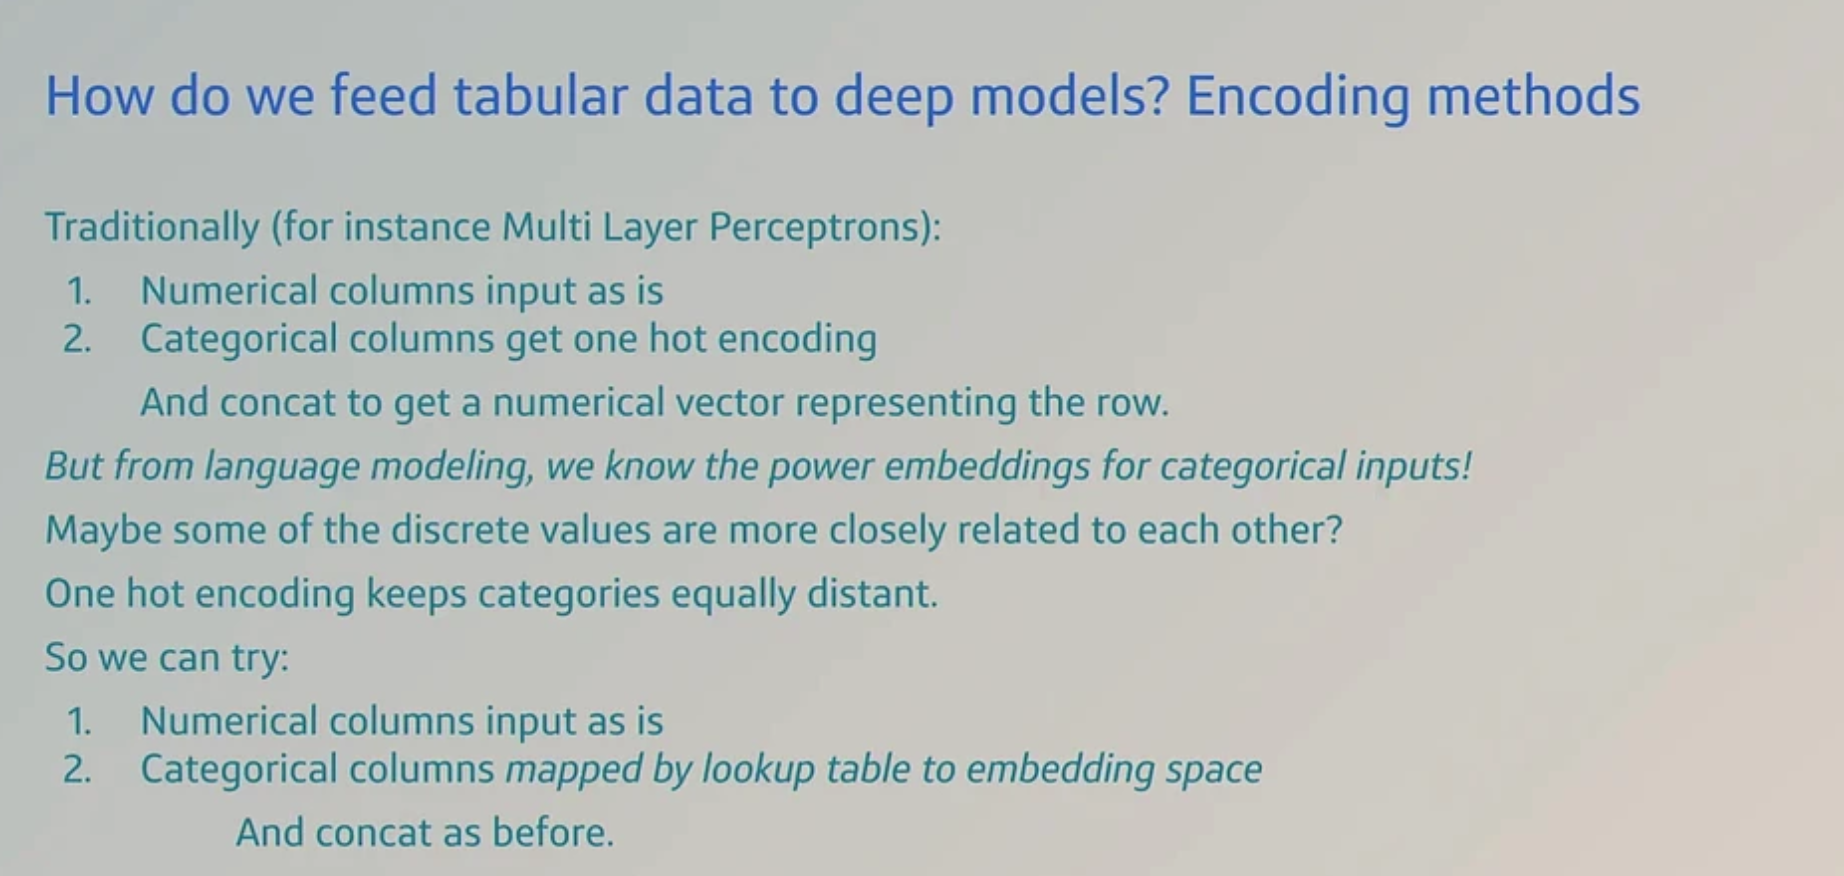 How do we feed tabular data to deep models? Encoding methods
Traditionally (for instance Multi Layer Perceptrons):
1. Numerical columns input as is
2. Categorical columns get one hot encoding
And concat to get a numerical vector representing the row.
But from language modeling, we know the power embeddings for categorical inputs!
Maybe some of the discrete values are more closely related to each other?
One hot encoding keeps categories equally distant.
So we can try:
1. Numerical columns input as is
2. Categorical columns mapped by lookup table to embedding space
And concat as before.